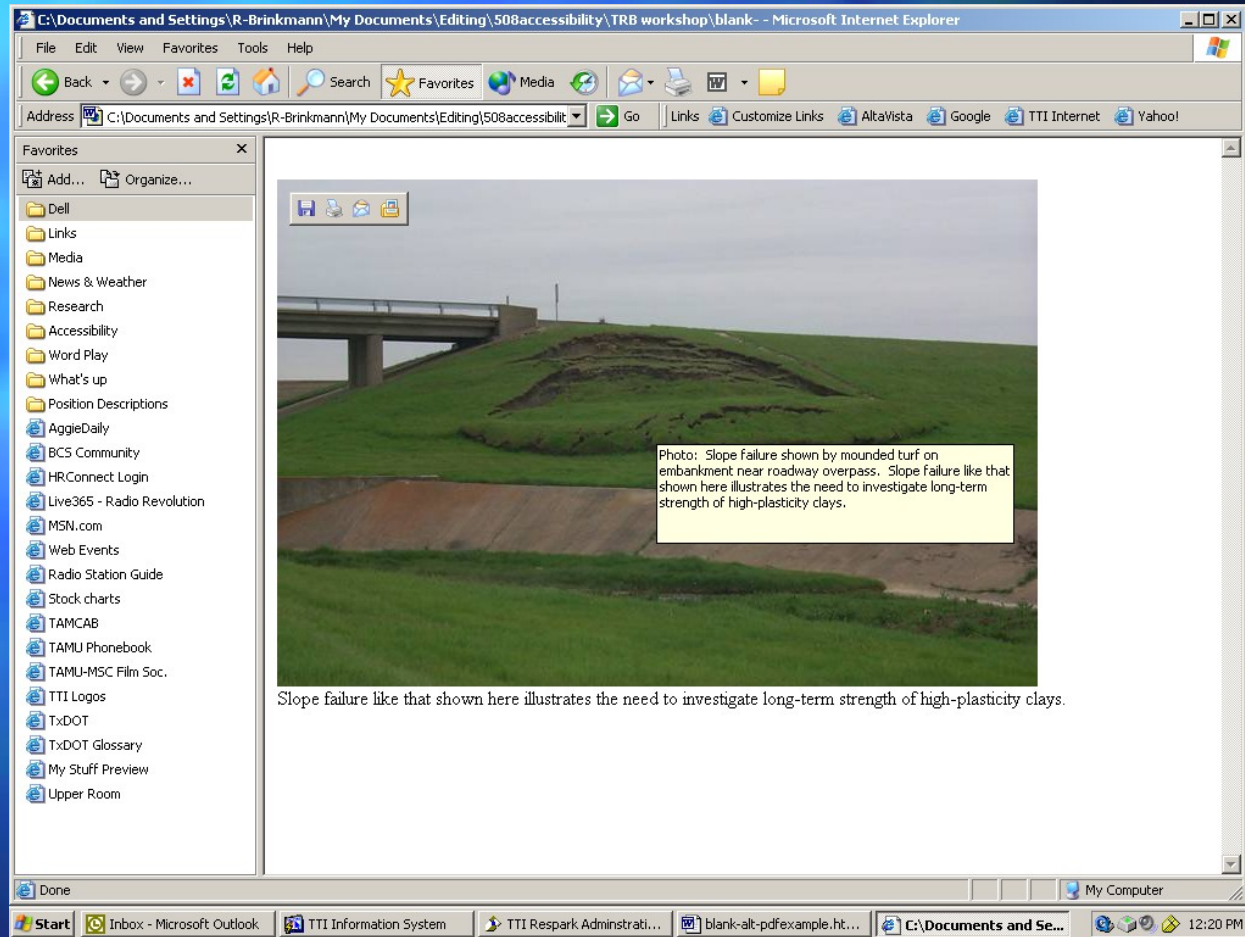 C:\Documents and Settings\R-Brinkmann\My Documents\Editing\508accessibility\TRB workshop\blank- - Microsoft Internet Explorer
File Edit View Favorites Tools Help
Back Search Favorites Media
Address C:\Documents and Settings\R-Brinkmann\My Documents\Editing\508accessibilit Go Links Customize Links AltaVista Google TTI Internet Yahoo!
Favorites
Add... Organize...
Dell
Links
Media
News & Weather
Research
Accessibility
Word Play
What's up
Position Descriptions
AggieDaily
BCS Community
HRConnect Login
Live365 - Radio Revolution
MSN.com
Web Events
Radio Station Guide
Stock charts
TAMCAB
TAMU Phonebook
TAMU-MSC Film Soc.
TTI Logos
TxDOT
TxDOT Glossary
My Stuff Preview
Upper Room
Photo: Slope failure shown by mounded turf on
embankment near roadway overpass. Slope failure like that
shown here illustrates the need to investigate long-term
strength of high-plasticity clays.
Slope failure like that shown here illustrates the need to investigate long-term strength of high-plasticity clays.
Done My Computer
Start Inbox - Microsoft Outlook TTI Information System TTI Respark Adminstrati... blank-alt-pdfexample.ht... C:\Documents and Se... 12:20 PM